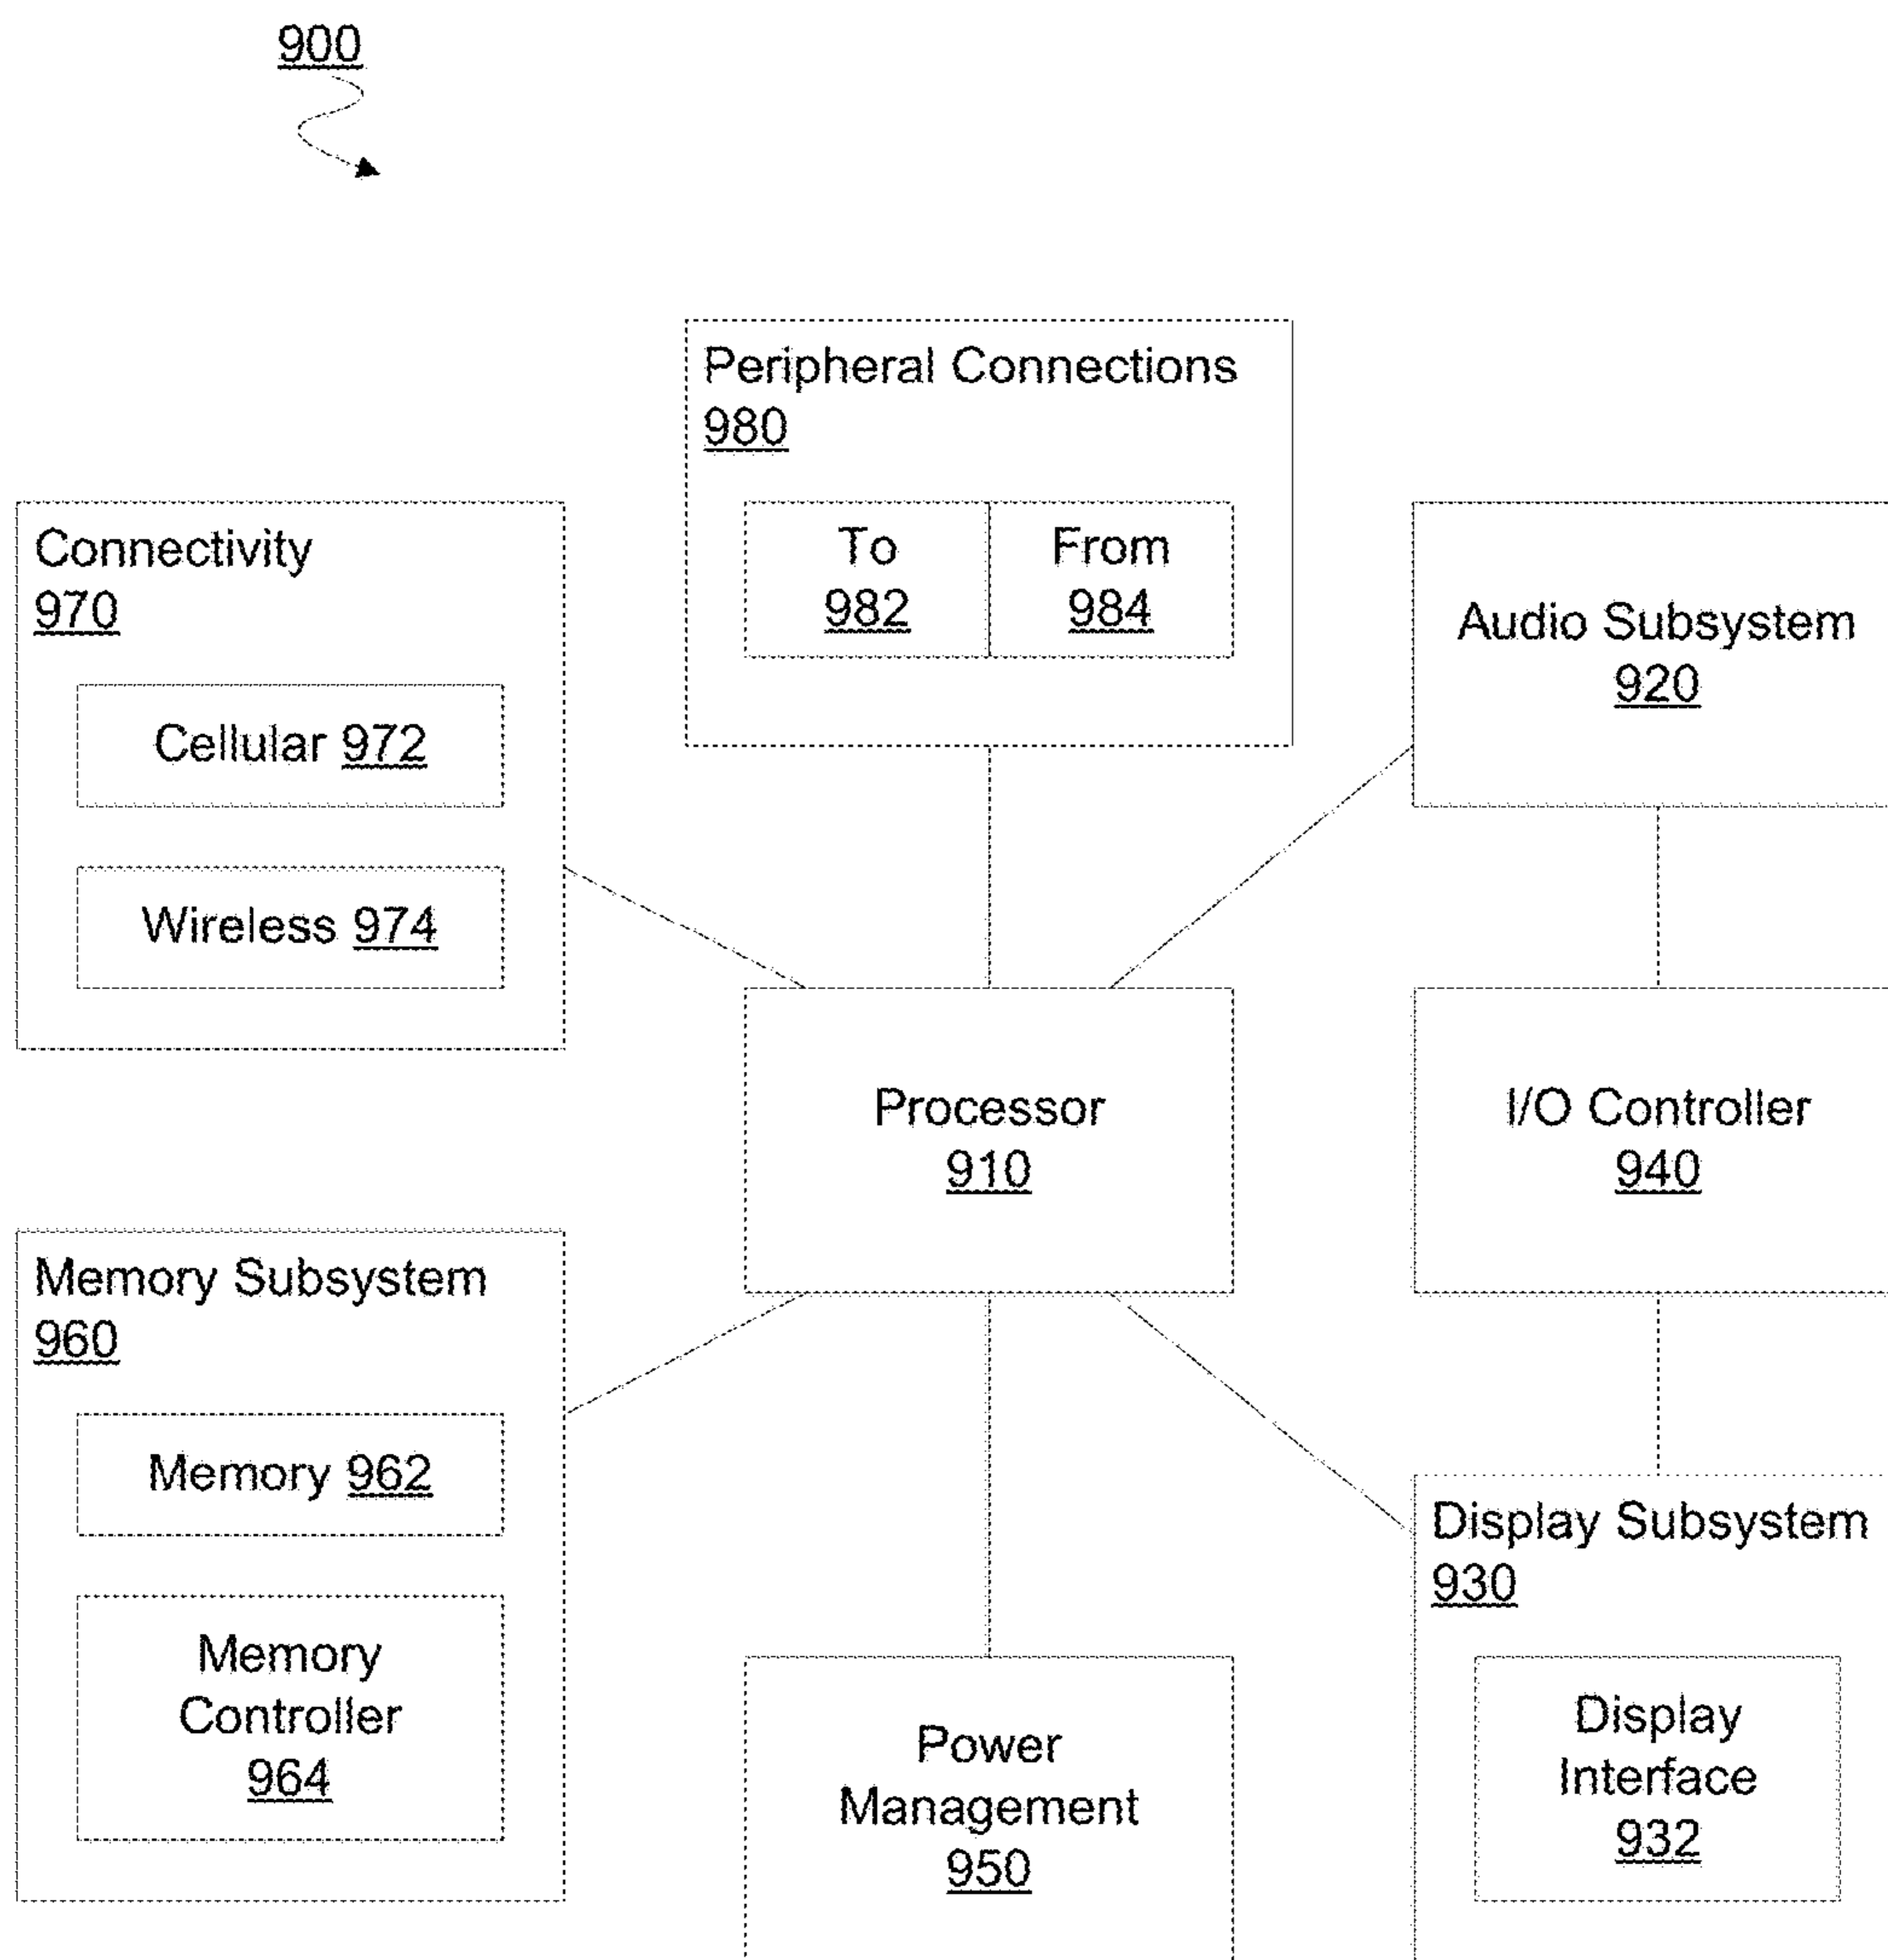 900
Peripheral Connections
980
To
982
From
984
Connectivity
970
Cellular 972
Wireless 974
Audio Subsystem
920
Processor
910
I/O Controller
940
Memory Subsystem
960
Memory 962
Memory
Controller
964
Power
Management
950
Display Subsystem
930
Display
Interface
932